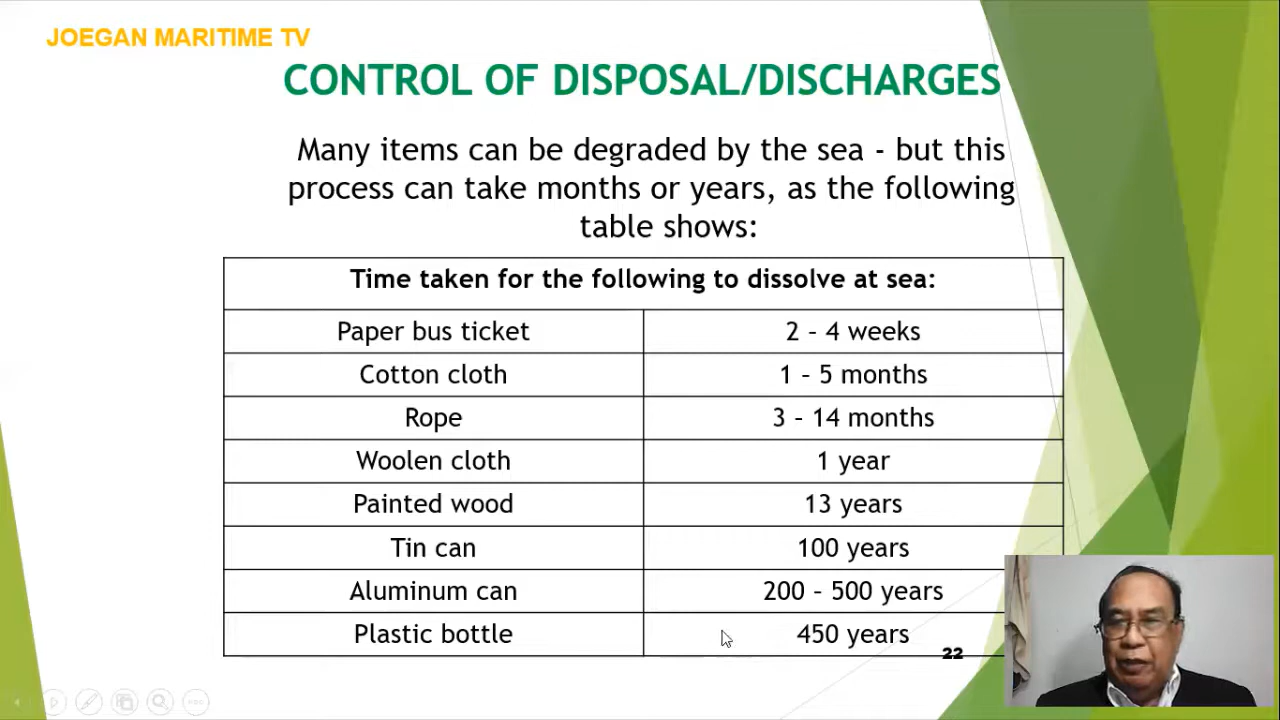 JOEGAN MARITIME TV
CONTROL OF DISPOSAL/DISCHARGES
Many items can be degraded by the sea - but this
process can take months or years, as the following
table shows:
Time taken for the following to dissolve at sea:
Paper bus ticket 2 – 4 weeks
Cotton cloth 1 – 5 months
Rope 3 – 14 months
Woolen cloth 1 year
Painted wood 13 years
Tin can 100 years
Aluminum can 200 – 500 years
Plastic bottle 450 years
22